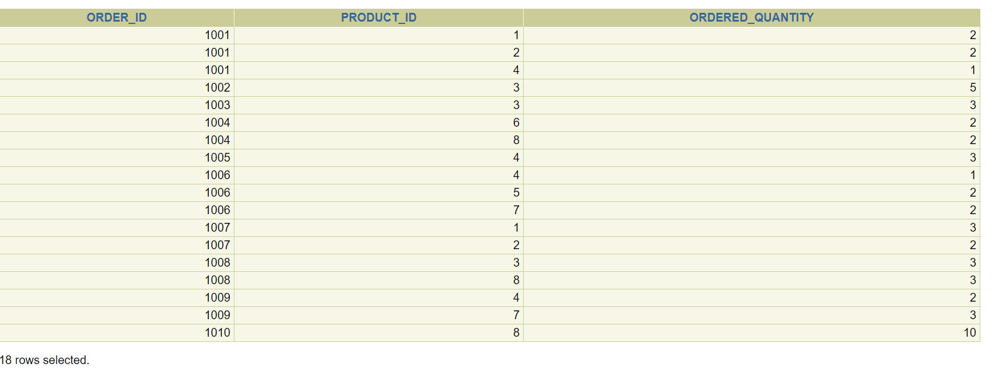 ORDER_ID PRODUCT_ID ORDERED_QUANTITY
1001 1 2
1001 2 2
1001 4 1
1002 3 5
1003 3 3
1004 6 2
1004 8 2
1005 4 3
1006 4 1
1006 5 2
1006 7 2
1007 1 3
1007 2 2
1008 3 3
1008 8 3
1009 4 2
1009 7 3
1010 8 10
18 rows selected.